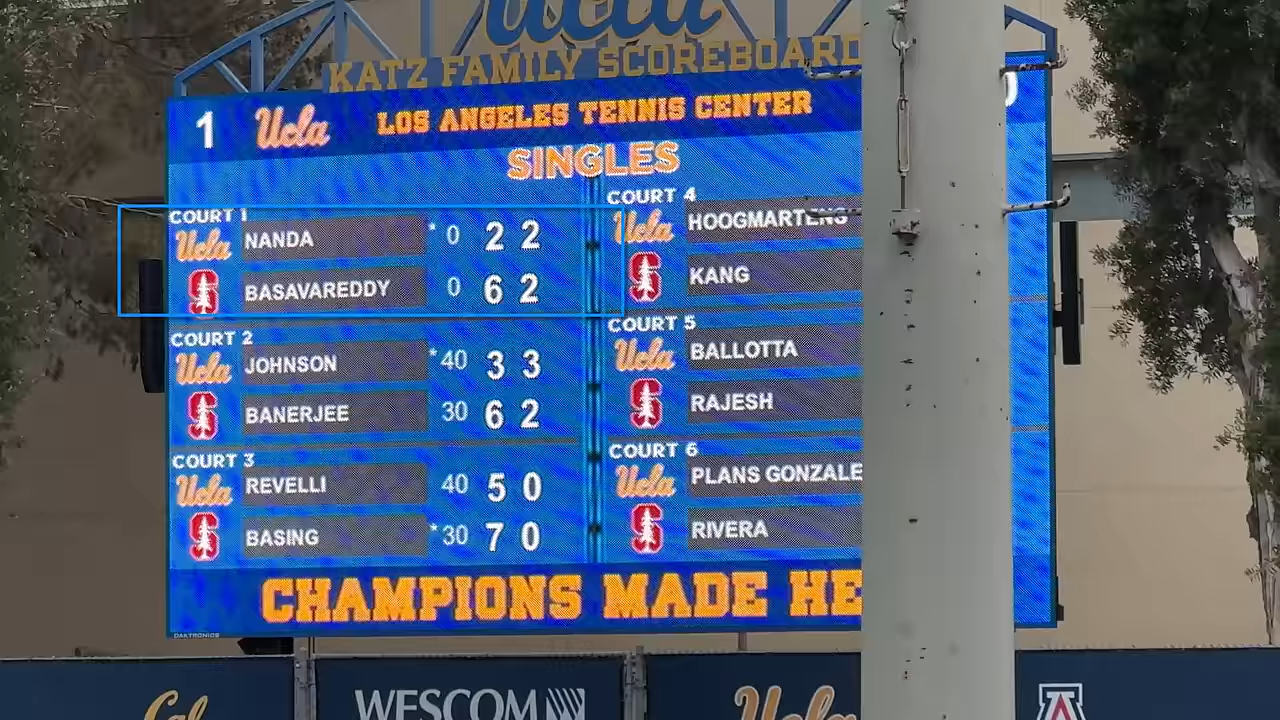 ucla
KATZ FAMILY SCOREBOARD
1 Ucla LOS ANGELES TENNIS CENTER
SINGLES
COURT 1
Ucla NANDA * 0 2 2
S BASAVAREDDY 0 6 2
COURT 2
Ucla JOHNSON * 40 3 3
S BANERJEE 30 6 2
COURT 3
Ucla REVELLI 40 5 0
S BASING * 30 7 0
COURT 4
Ucla HOOGMARTENS
S KANG
COURT 5
Ucla BALLOTTA
S RAJESH
COURT 6
Ucla PLANS GONZALE
S RIVERA
CHAMPIONS MADE HE
DAKTRONICS
Cal WESCOM Ucla A